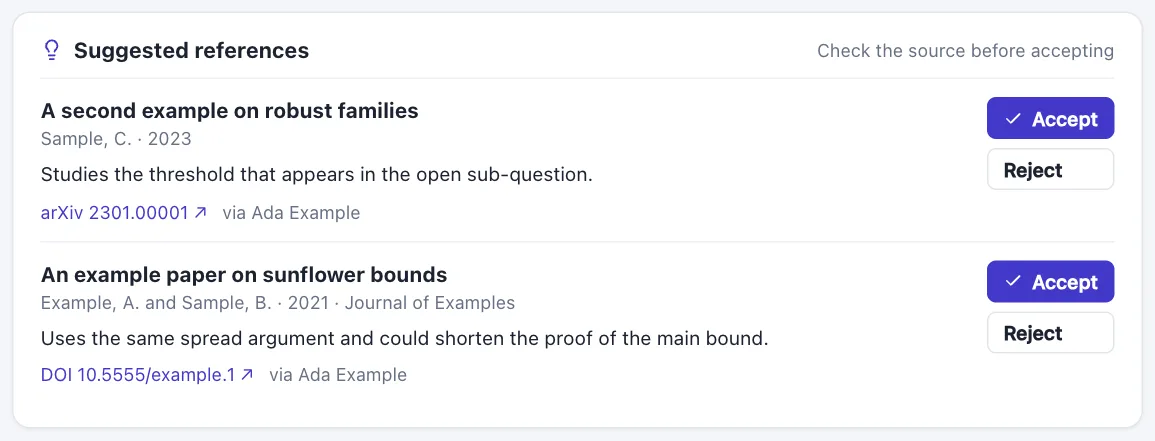 Suggested references
Check the source before accepting
A second example on robust families
Sample, C. · 2023
Studies the threshold that appears in the open sub-question.
arXiv 2301.00001 ↗ via Ada Example
✓ Accept
Reject
An example paper on sunflower bounds
Example, A. and Sample, B. · 2021 · Journal of Examples
Uses the same spread argument and could shorten the proof of the main bound.
DOI 10.5555/example.1 ↗ via Ada Example
✓ Accept
Reject